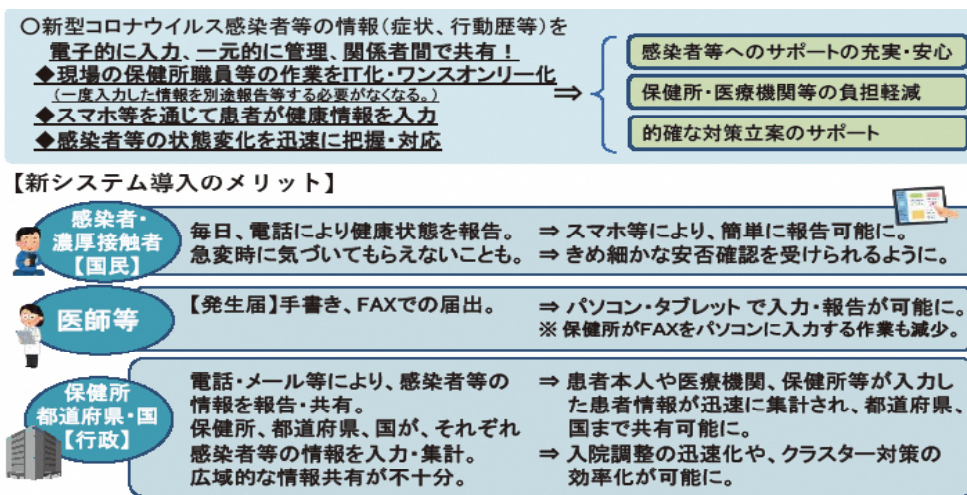 ○新型コロナウイルス感染者等の情報(症状、行動歴等)を
電子的に入力、一元的に管理、関係者間で共有！
◆現場の保健所職員等の作業をIT化・ワンスオンリー化
(一度入力した情報を別途報告等する必要がなくなる。)
◆スマホ等を通じて患者が健康情報を入力
◆感染者等の状態変化を迅速に把握・対応
⇒
感染者等へのサポートの充実・安心
保健所・医療機関等の負担軽減
的確な対策立案のサポート
【新システム導入のメリット】
感染者・
濃厚接触者
【国民】
毎日、電話により健康状態を報告。
急変時に気づいてもらえないことも。
⇒ スマホ等により、簡単に報告可能に。
⇒ きめ細かな安否確認を受けられるように。
医師等
【発生届】手書き、FAXでの届出。
⇒ パソコン・タブレット で入力・報告が可能に。
※ 保健所がFAXをパソコンに入力する作業も減少。
保健所
都道府県・国
【行政】
電話・メール等により、感染者等の
情報を報告・共有。
保健所、都道府県、国が、それぞれ
感染者等の情報を入力・集計。
広域的な情報共有が不十分。
⇒ 患者本人や医療機関、保健所等が入力し
た患者情報が迅速に集計され、都道府県、
国まで共有可能に。
⇒ 入院調整の迅速化や、クラスター対策の
効率化が可能に。